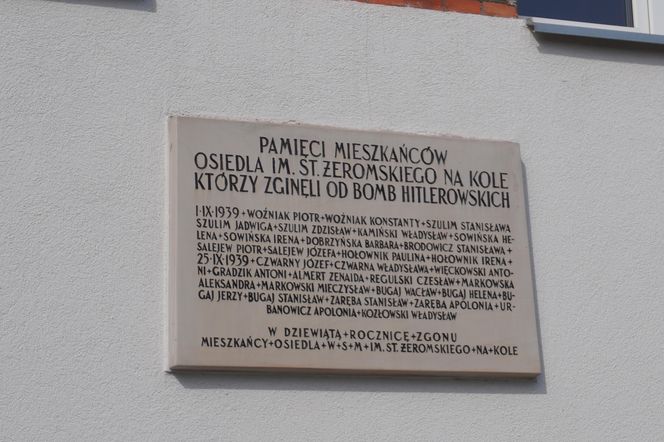 PAMIĘCI MIESZKAŃCÓW
OSIEDLA IM. ST. ŻEROMSKIEGO NA KOLE
KTÓRZY ZGINĘLI OD BOMB HITLEROWSKICH
1·IX·1939+WOŹNIAK PIOTR+WOŹNIAK KONSTANTY+SZULIM STANISŁAWA
SZULIM JADWIGA+SZULIM ZDZISŁAW+KAMIŃSKI WŁADYSŁAW+SOWIŃSKA HE-
LENA+SOWIŃSKA IRENA+DOBRZYŃSKA BARBARA+BRODOWICZ STANISŁAWA+
SALEJEW PIOTR+SALEJEW JÓZEFA+HOŁOWNIK PAULINA+HOŁOWNIK IRENA+
25·IX·1939+CZWARNY JÓZEF+CZWARNA WŁADYSŁAWA+WIĘCKOWSKI ANTO-
NI+GRADZIK ANTONI+ALMERT ZENAIDA+REGULSKI CZESŁAW+MARKOWSKA
ALEKSANDRA+MARKOWSKI MIECZYSŁAW+BUGAJ WACŁAW+BUGAJ HELENA+BU-
GAJ JERZY+BUGAJ STANISŁAW+ZARĘBA STANISŁAW+ZARĘBA APOLONIA+UR-
BANOWICZ APOLONIA+KOZŁOWSKI WŁADYSŁAW
W DZIEWIĄTĄ+ROCZNICĘ+ZGONU
MIESZKAŃCY+OSIEDLA+W+S+M+IM. ST. ŻEROMSKIEGO+NA+KOLE